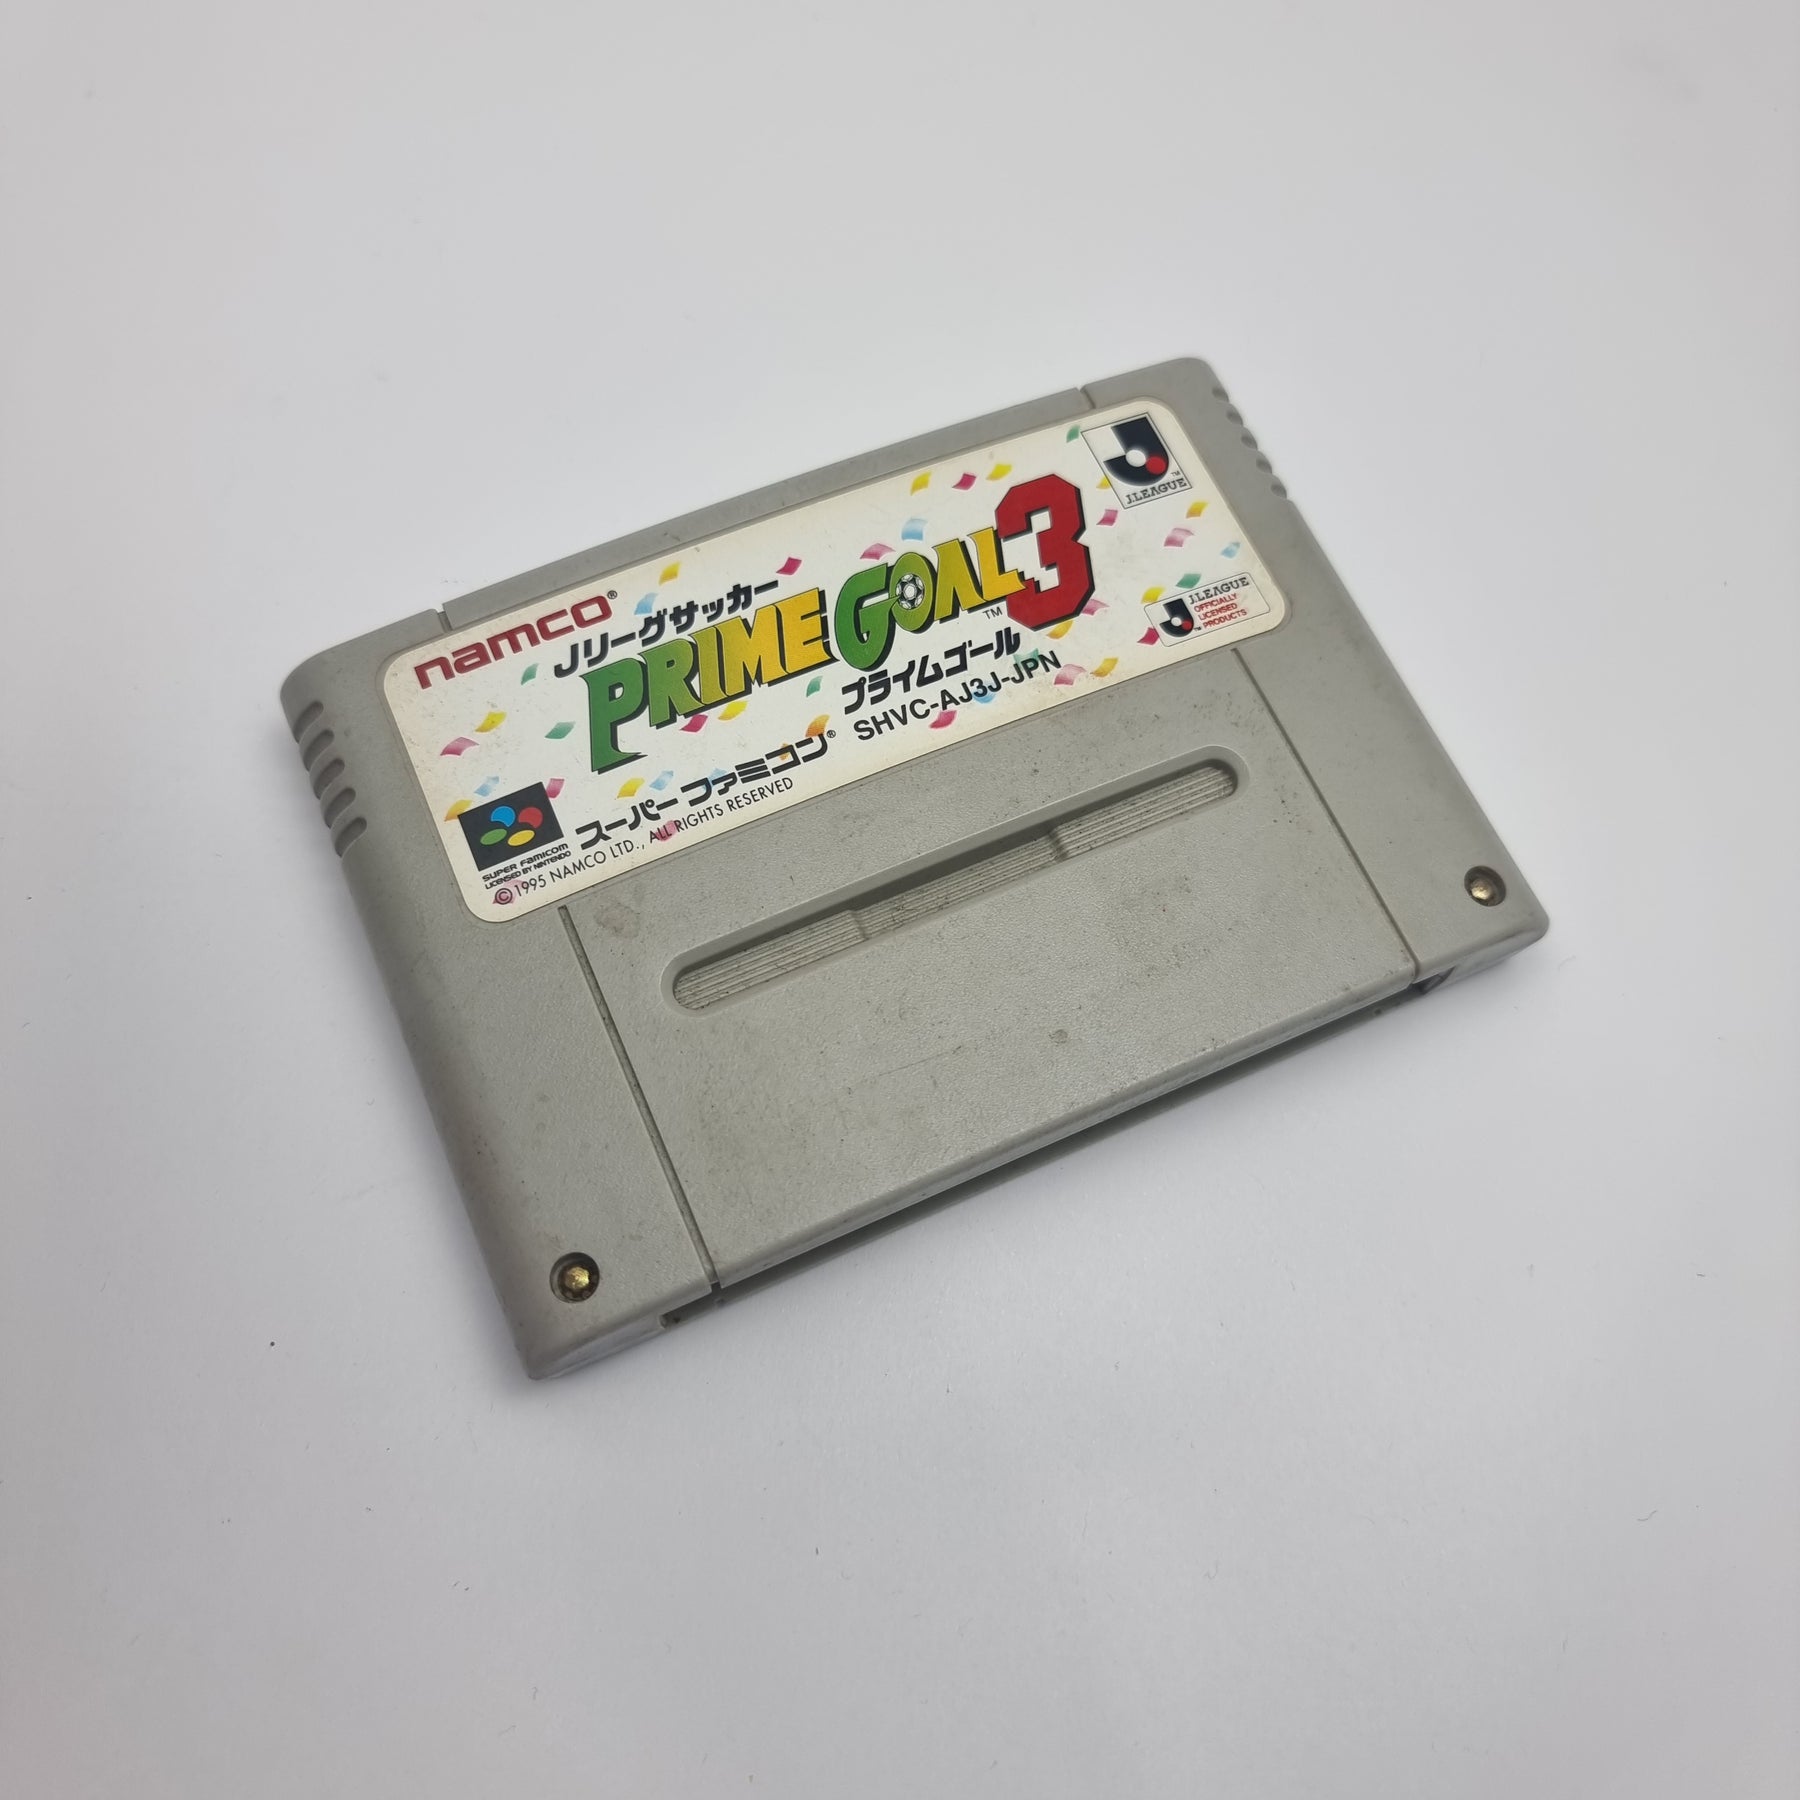 namco®
Jリーグサッカー
PRIME GOAL 3
™
プライムゴール
SHVC-AJ3J-JPN
スーパーファミコン®
SUPER FAMICOM
LICENSED BY NINTENDO
©1995 NAMCO LTD., ALL RIGHTS RESERVED
™
J.LEAGUE
J.LEAGUE
OFFICIALLY
LICENSED
PRODUCTS
™